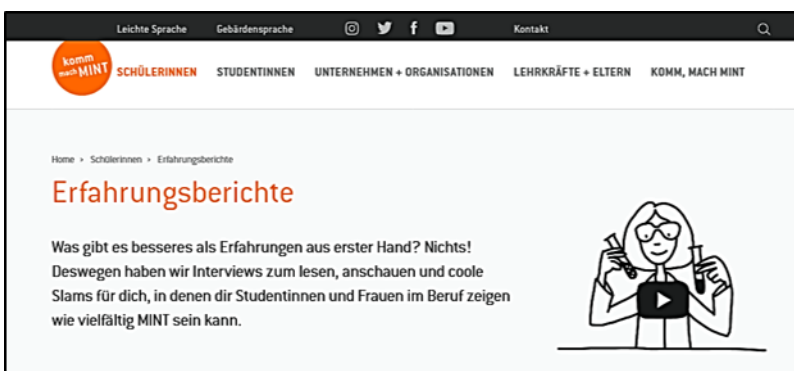 Leichte Sprache Gebärdensprache Kontakt
komm
mach MINT
SCHÜLERINNEN STUDENTINNEN UNTERNEHMEN + ORGANISATIONEN LEHRKRÄFTE + ELTERN KOMM, MACH MINT
Home › Schülerinnen › Erfahrungsberichte
Erfahrungsberichte
Was gibt es besseres als Erfahrungen aus erster Hand? Nichts!
Deswegen haben wir Interviews zum lesen, anschauen und coole
Slams für dich, in denen dir Studentinnen und Frauen im Beruf zeigen
wie vielfältig MINT sein kann.